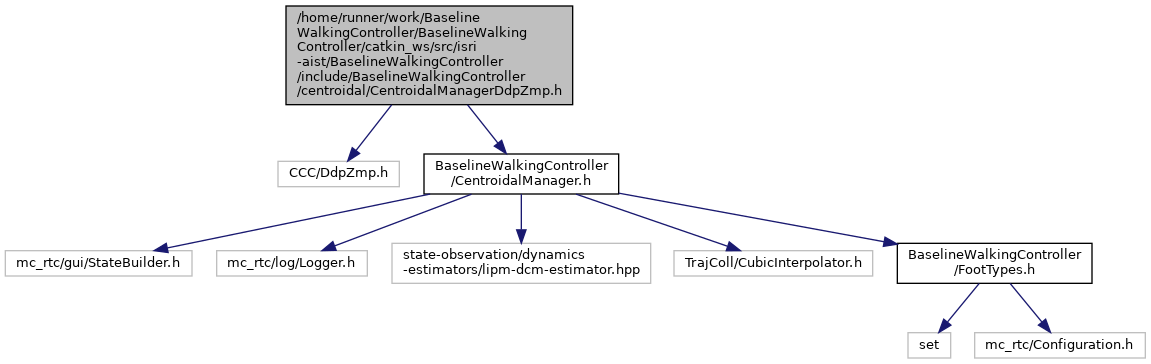 /home/runner/work/Baseline
WalkingController/BaselineWalking
Controller/catkin_ws/src/isri
-aist/BaselineWalkingController
/include/BaselineWalkingController
/centroidal/CentroidalManagerDdpZmp.h
CCC/DdpZmp.h
BaselineWalkingController
/CentroidalManager.h
mc_rtc/gui/StateBuilder.h
mc_rtc/log/Logger.h
state-observation/dynamics
-estimators/lipm-dcm-estimator.hpp
TrajColl/CubicInterpolator.h
BaselineWalkingController
/FootTypes.h
set
mc_rtc/Configuration.h